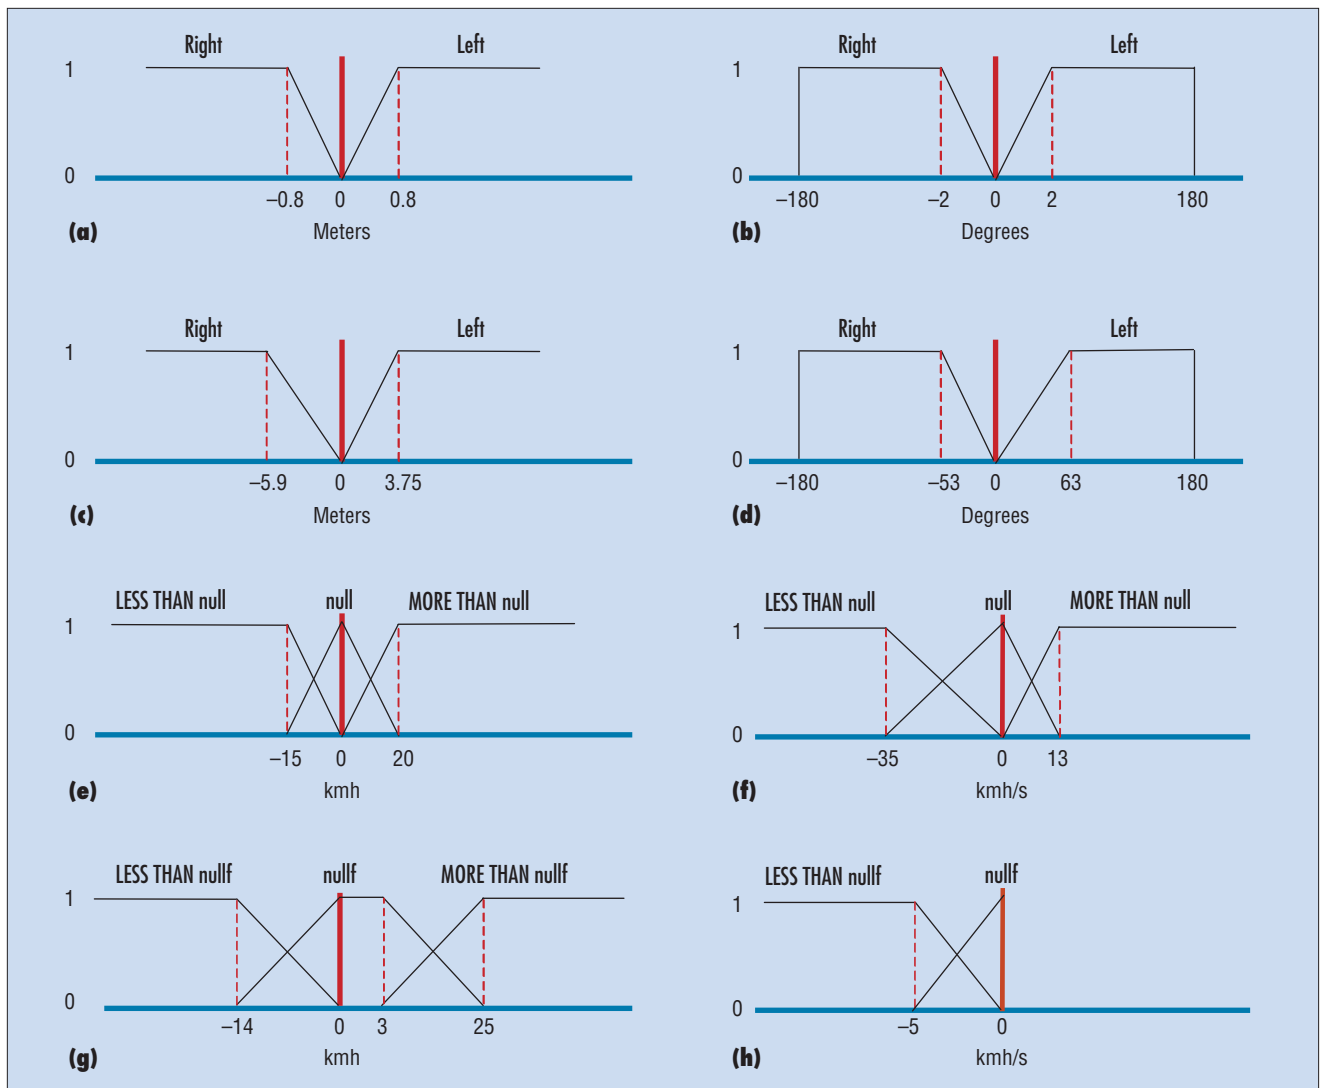 Right Left
1
0
−0.8 0 0.8
(a) Meters
Right Left
1
0
−180 −2 0 2 180
(b) Degrees
Right Left
1
0
−5.9 0 3.75
(c) Meters
Right Left
1
0
−180 −53 0 63 180
(d) Degrees
LESS THAN null null MORE THAN null
1
0
−15 0 20
(e) kmh
LESS THAN null null MORE THAN null
1
0
−35 0 13
(f) kmh/s
LESS THAN nullf nullf MORE THAN nullf
1
0
−14 0 3 25
(g) kmh
LESS THAN nullf nullf
1
0
−5 0
(h) kmh/s